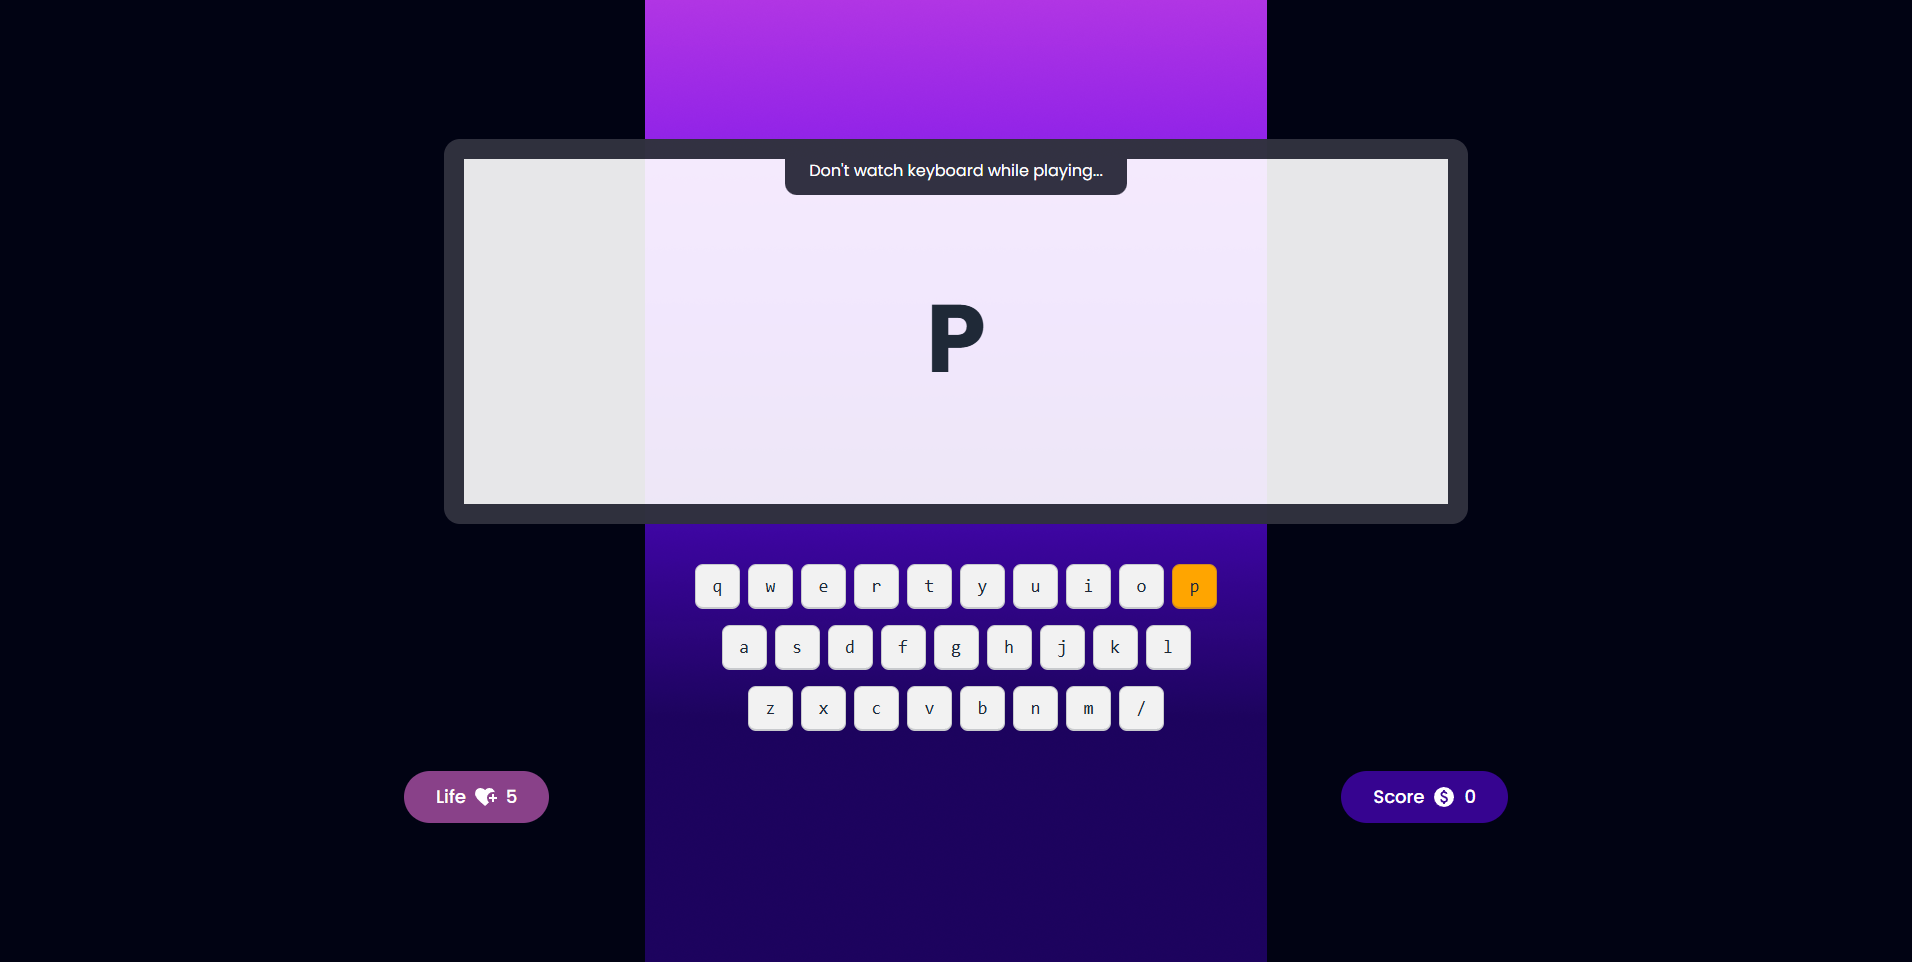 Don't watch keyboard while playing...
P
q w e r t y u i o p
a s d f g h j k l
z x c v b n m /
Life 5
Score $ 0